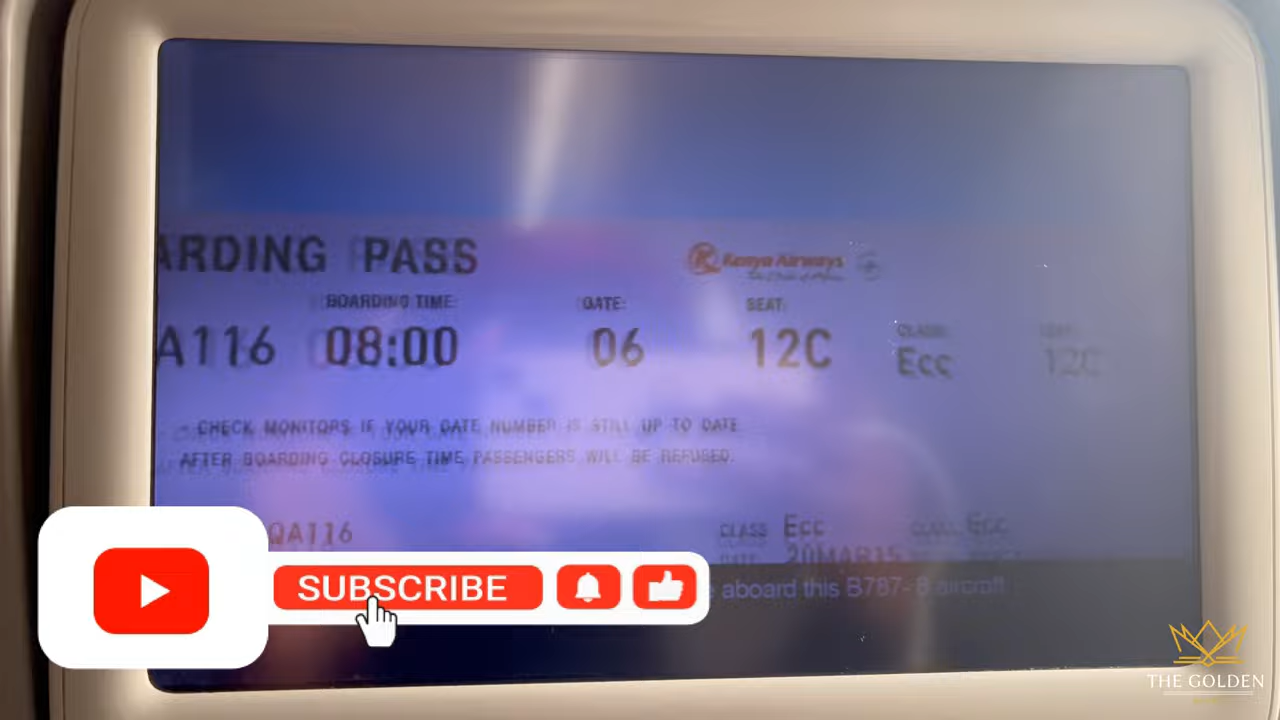 ARDING PASS
Kenya Airways
BOARDING TIME: GATE: SEAT:
CLASS:
A116 08:00 06 12C Ecc 12C
- CHECK MONITORS IF YOUR GATE NUMBER IS STILL UP TO DATE
AFTER BOARDING CLOSURE TIME PASSENGERS WILL BE REFUSED.
QA116 CLASS Ecc Ecc
20MAR15
SUBSCRIBE
aboard this B787-8 aircraft
THE GOLDEN